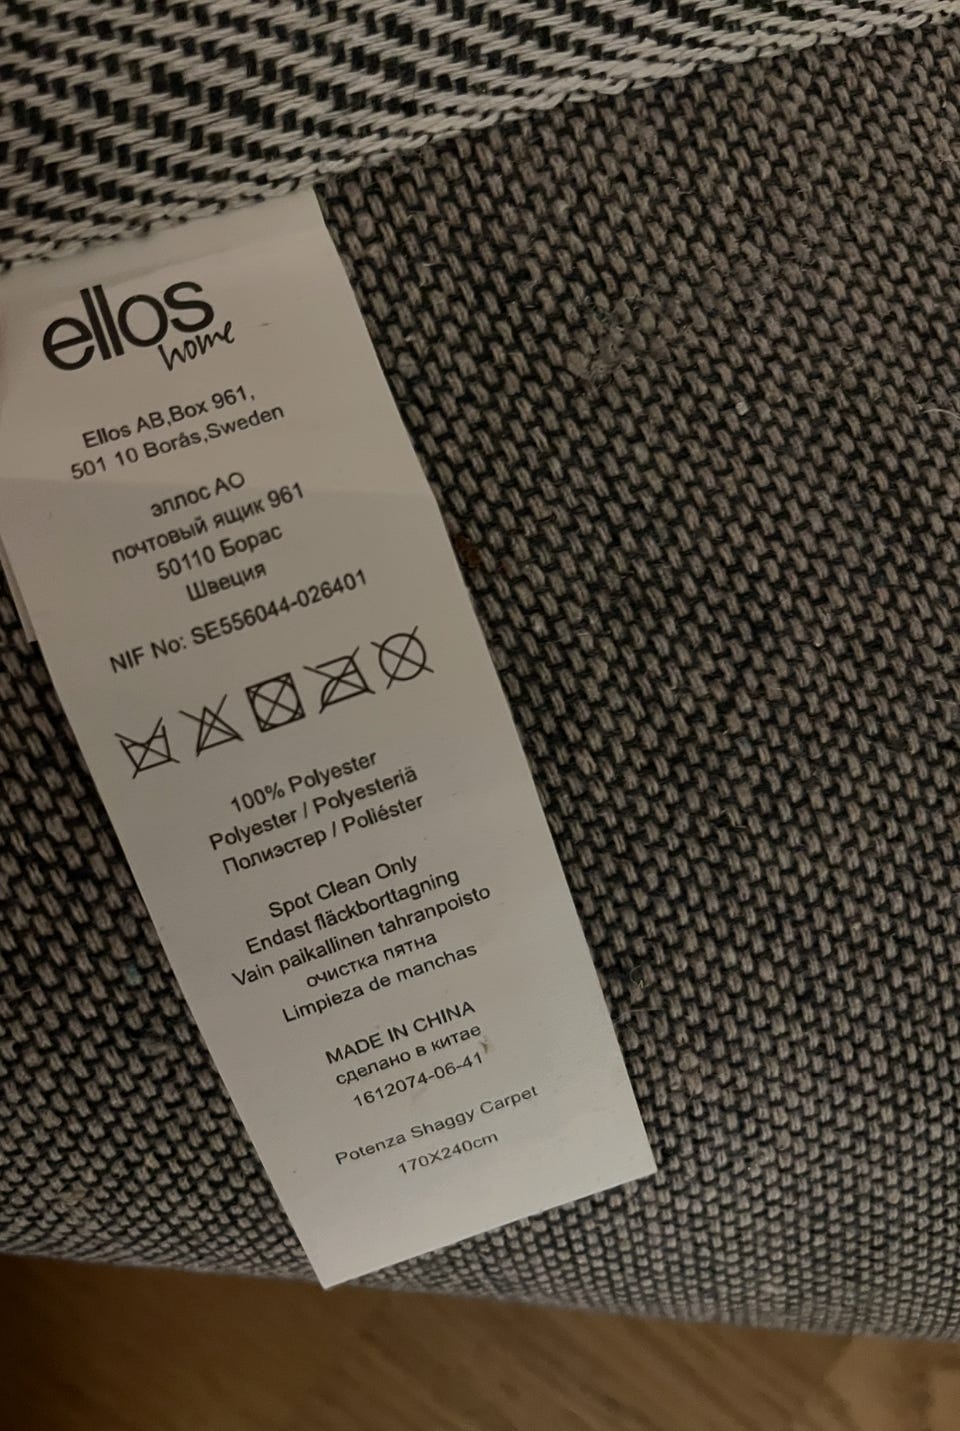 ellos
home
Ellos AB,Box 961,
501 10 Borås,Sweden
эллос АО
почтовый ящик 961
50110 Борас
Швеция
NIF No: SE556044-026401
100% Polyester
Polyester / Polyesteriä
Полиэстер / Poliéster
Spot Clean Only
Endast fläckborttagning
Vain paikallinen tahranpoisto
очистка пятна
Limpieza de manchas
MADE IN CHINA
сделано в китае
1612074-06-41
Potenza Shaggy Carpet
170X240cm